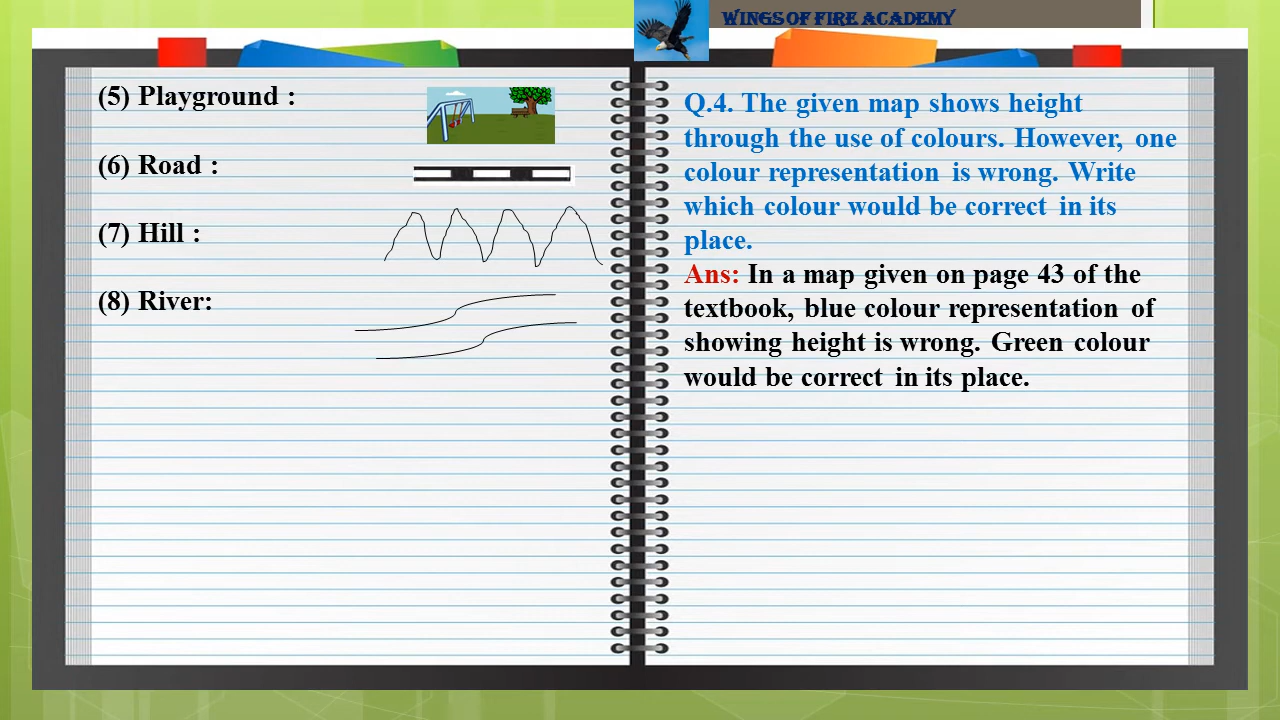 WINGS OF FIRE ACADEMY
(5) Playground :
(6) Road :
(7) Hill :
(8) River:
Q.4. The given map shows height
through the use of colours. However, one
colour representation is wrong. Write
which colour would be correct in its
place.
Ans: In a map given on page 43 of the
textbook, blue colour representation of
showing height is wrong. Green colour
would be correct in its place.